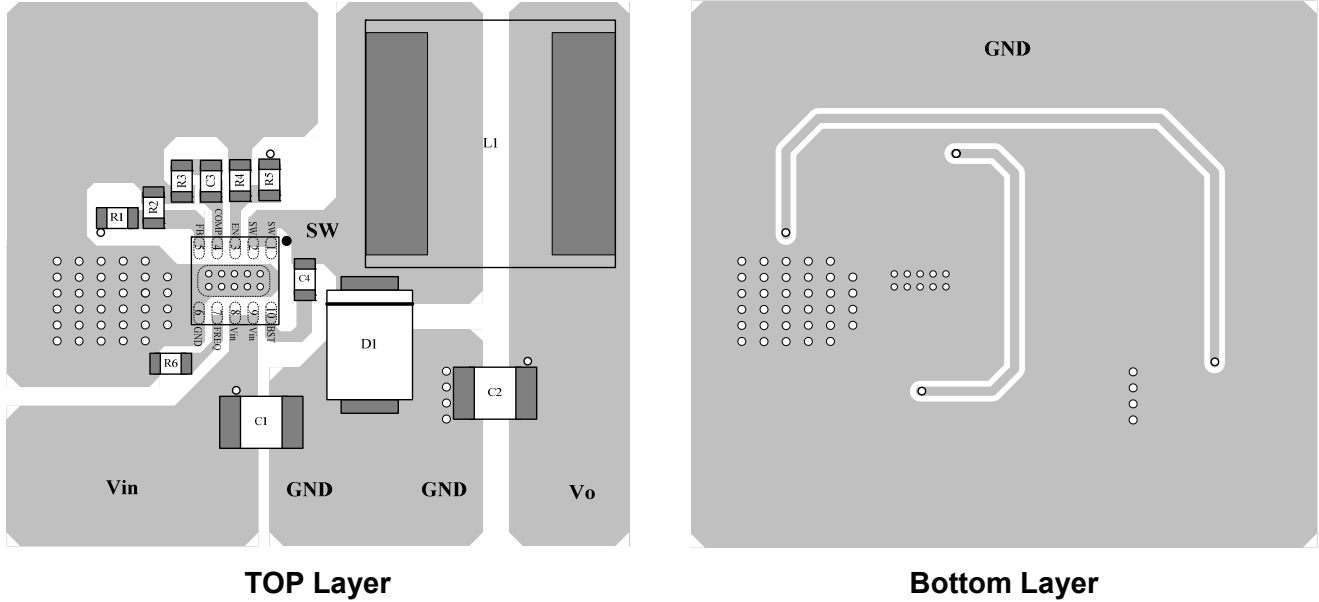 GND
L1
R3
C3
R4
R5
R2
R1
FB
COMP
EN
SW
SW
5
4
3
2
1
SW
C4
6
7
8
9
10
GND
FREQ
Vin
Vin
BST
R6
D1
C1
C2
Vin
GND
GND
Vo
TOP Layer
Bottom Layer